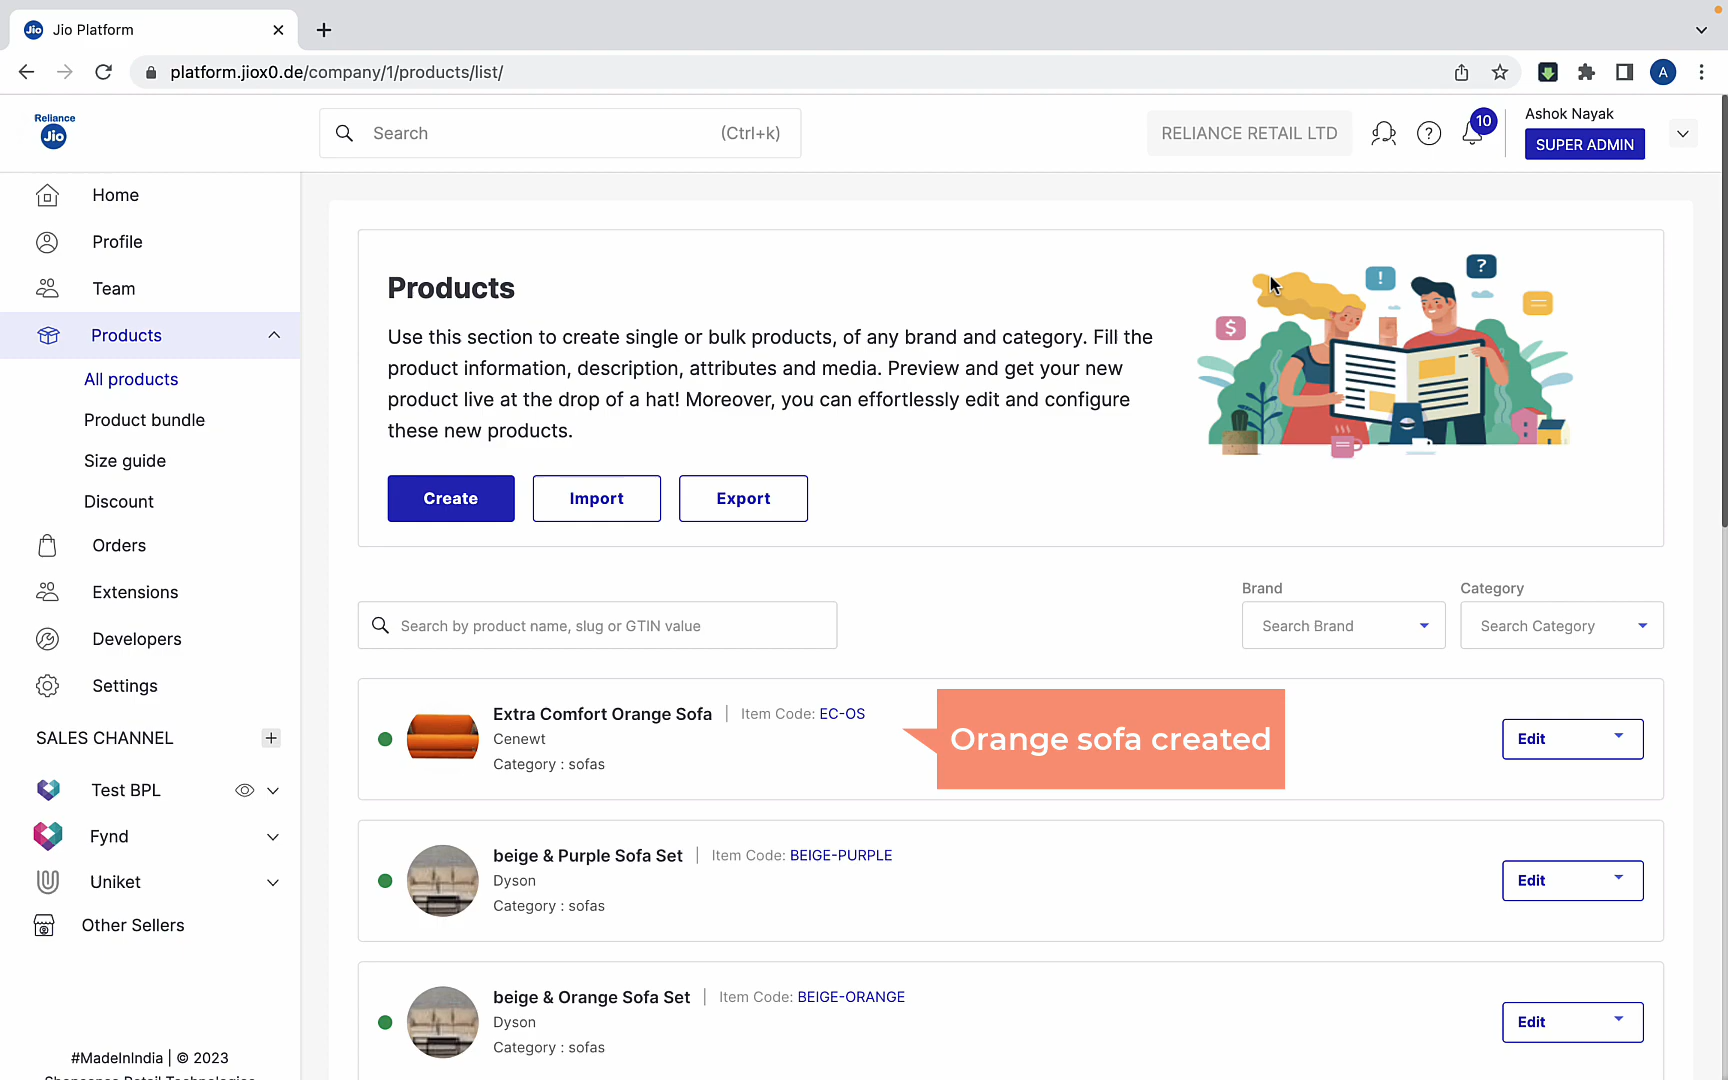 Jio Platform
platform.jiox0.de/company/1/products/list/
A
Reliance
Jio
Search (Ctrl+k)
RELIANCE RETAIL LTD
10
Ashok Nayak
SUPER ADMIN
Home
Profile
Team
Products
All products
Product bundle
Size guide
Discount
Orders
Extensions
Developers
Settings
SALES CHANNEL
Test BPL
Fynd
Uniket
Other Sellers
#MadeInIndia | © 2023
Products
Use this section to create single or bulk products, of any brand and category. Fill the
product information, description, attributes and media. Preview and get your new
product live at the drop of a hat! Moreover, you can effortlessly edit and configure
these new products.
Create Import Export
Brand
Category
Search by product name, slug or GTIN value
Search Brand
Search Category
Extra Comfort Orange Sofa | Item Code: EC-OS
Cenewt
Category : sofas
Orange sofa created
Edit
beige & Purple Sofa Set | Item Code: BEIGE-PURPLE
Dyson
Category : sofas
Edit
beige & Orange Sofa Set | Item Code: BEIGE-ORANGE
Dyson
Category : sofas
Edit